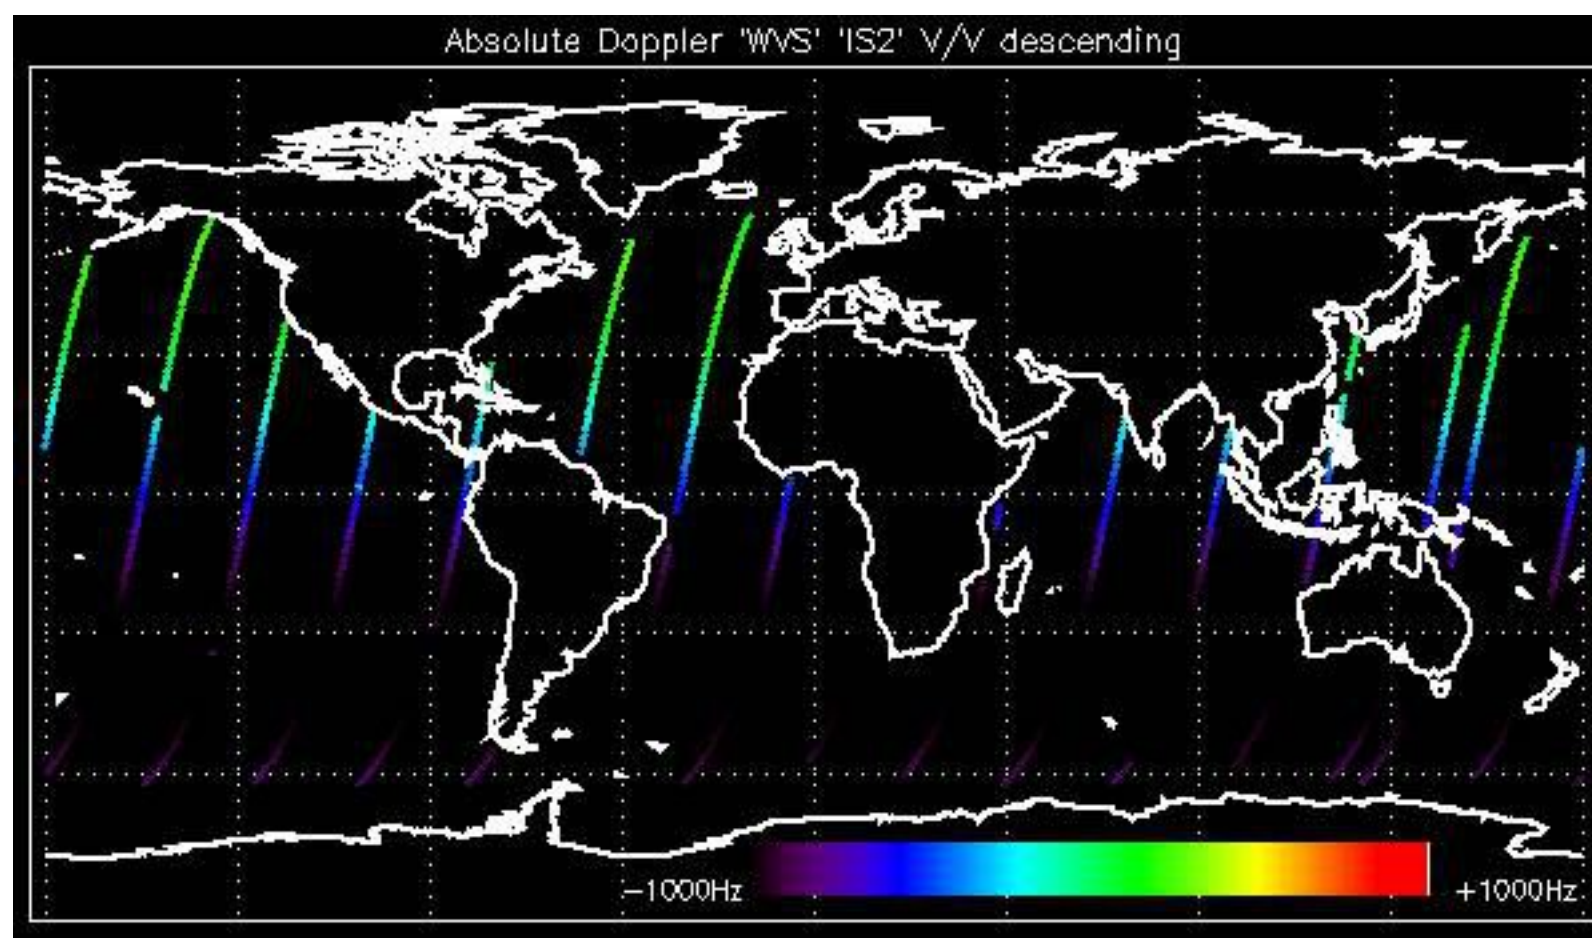 Absolute Doppler 'WVS' 'IS2' V/V descending
−1000Hz
+1000Hz